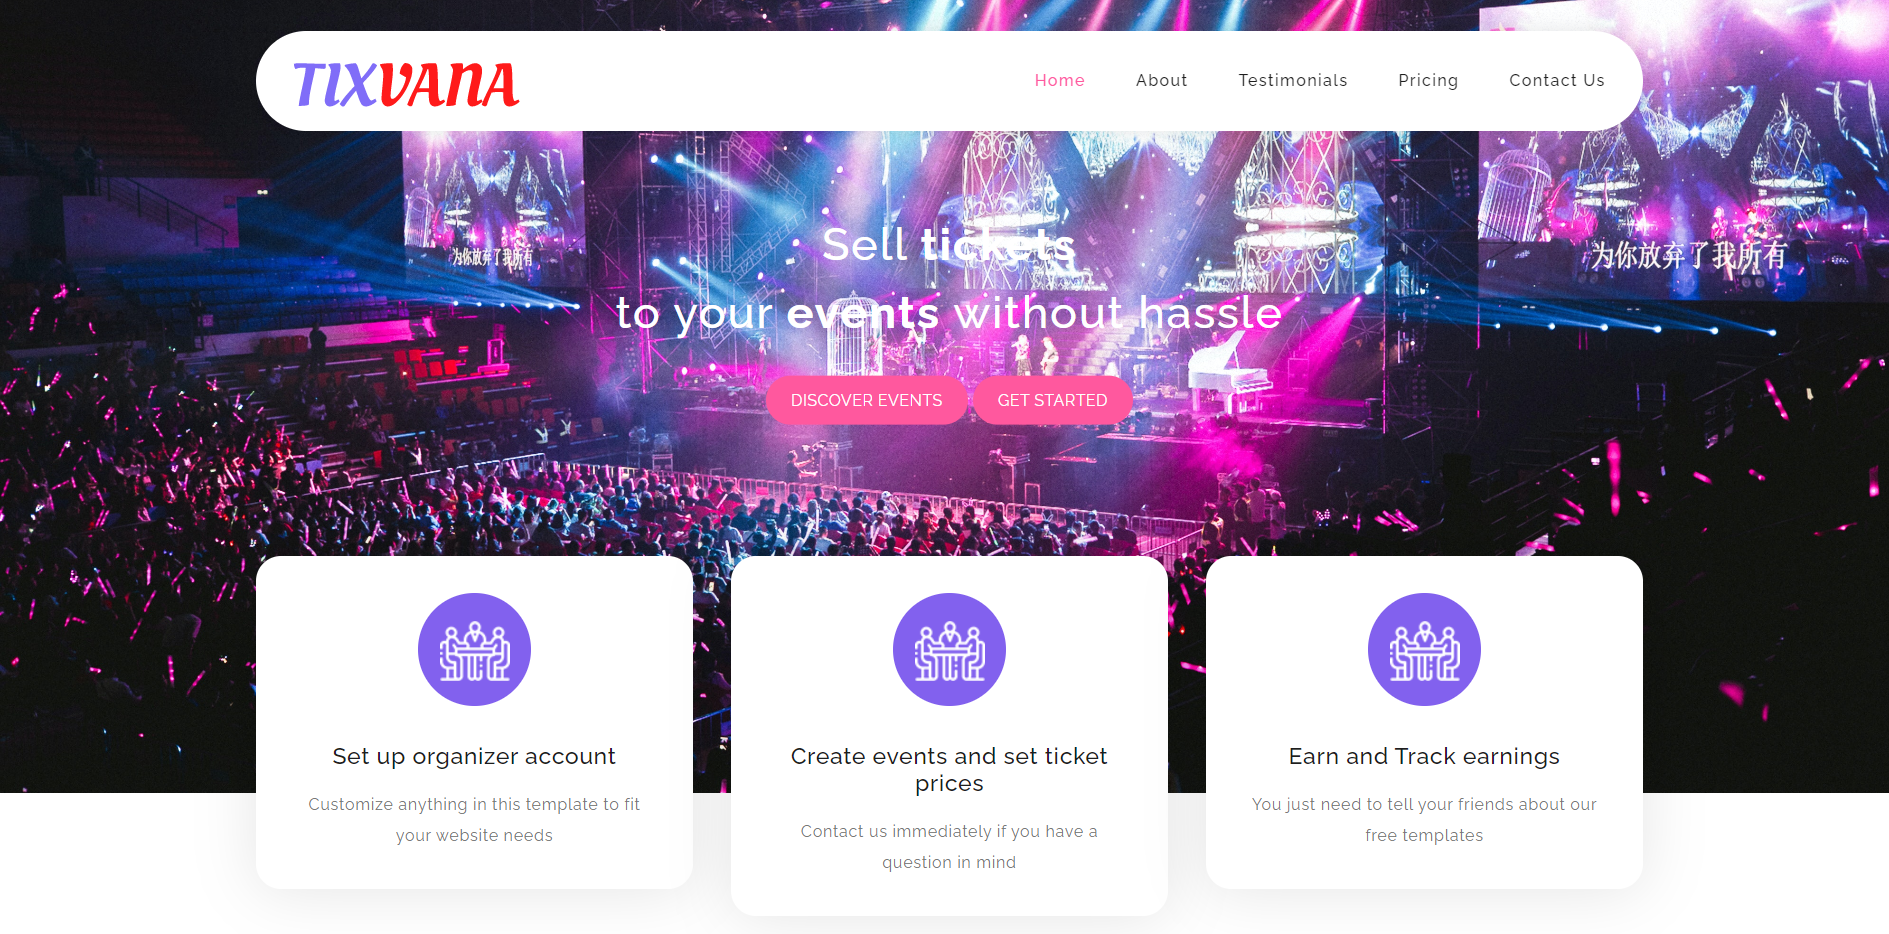 TIXVANA
Home About Testimonials Pricing Contact Us
为你放弃了我所有
为你放弃了我所有
Sell tickets
to your events without hassle
DISCOVER EVENTS GET STARTED
Set up organizer account
Customize anything in this template to fit
your website needs
Create events and set ticket
prices
Contact us immediately if you have a
question in mind
Earn and Track earnings
You just need to tell your friends about our
free templates